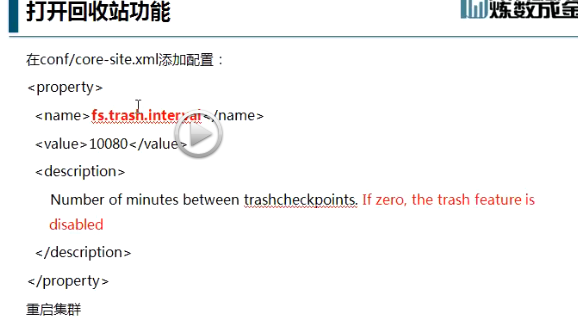 打开回收站功能
炼数成金
在conf/core-site.xml添加配置：
<property>
<name>fs.trash.interval</name>
<value>10080</value>
<description>
Number of minutes between trashcheckpoints. If zero, the trash feature is
disabled
</description>
</property>
重启集群